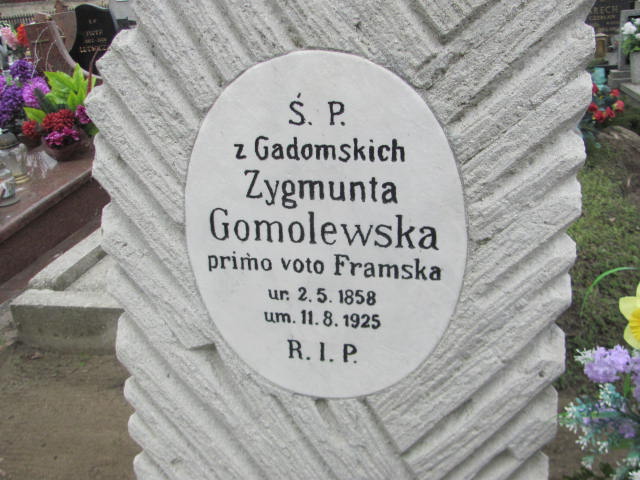 Ś. P.
z Gadomskich
Zygmunta
Gomolewska
primo voto Framska
ur. 2.5. 1858
um. 11.8. 1925
R. I. P.